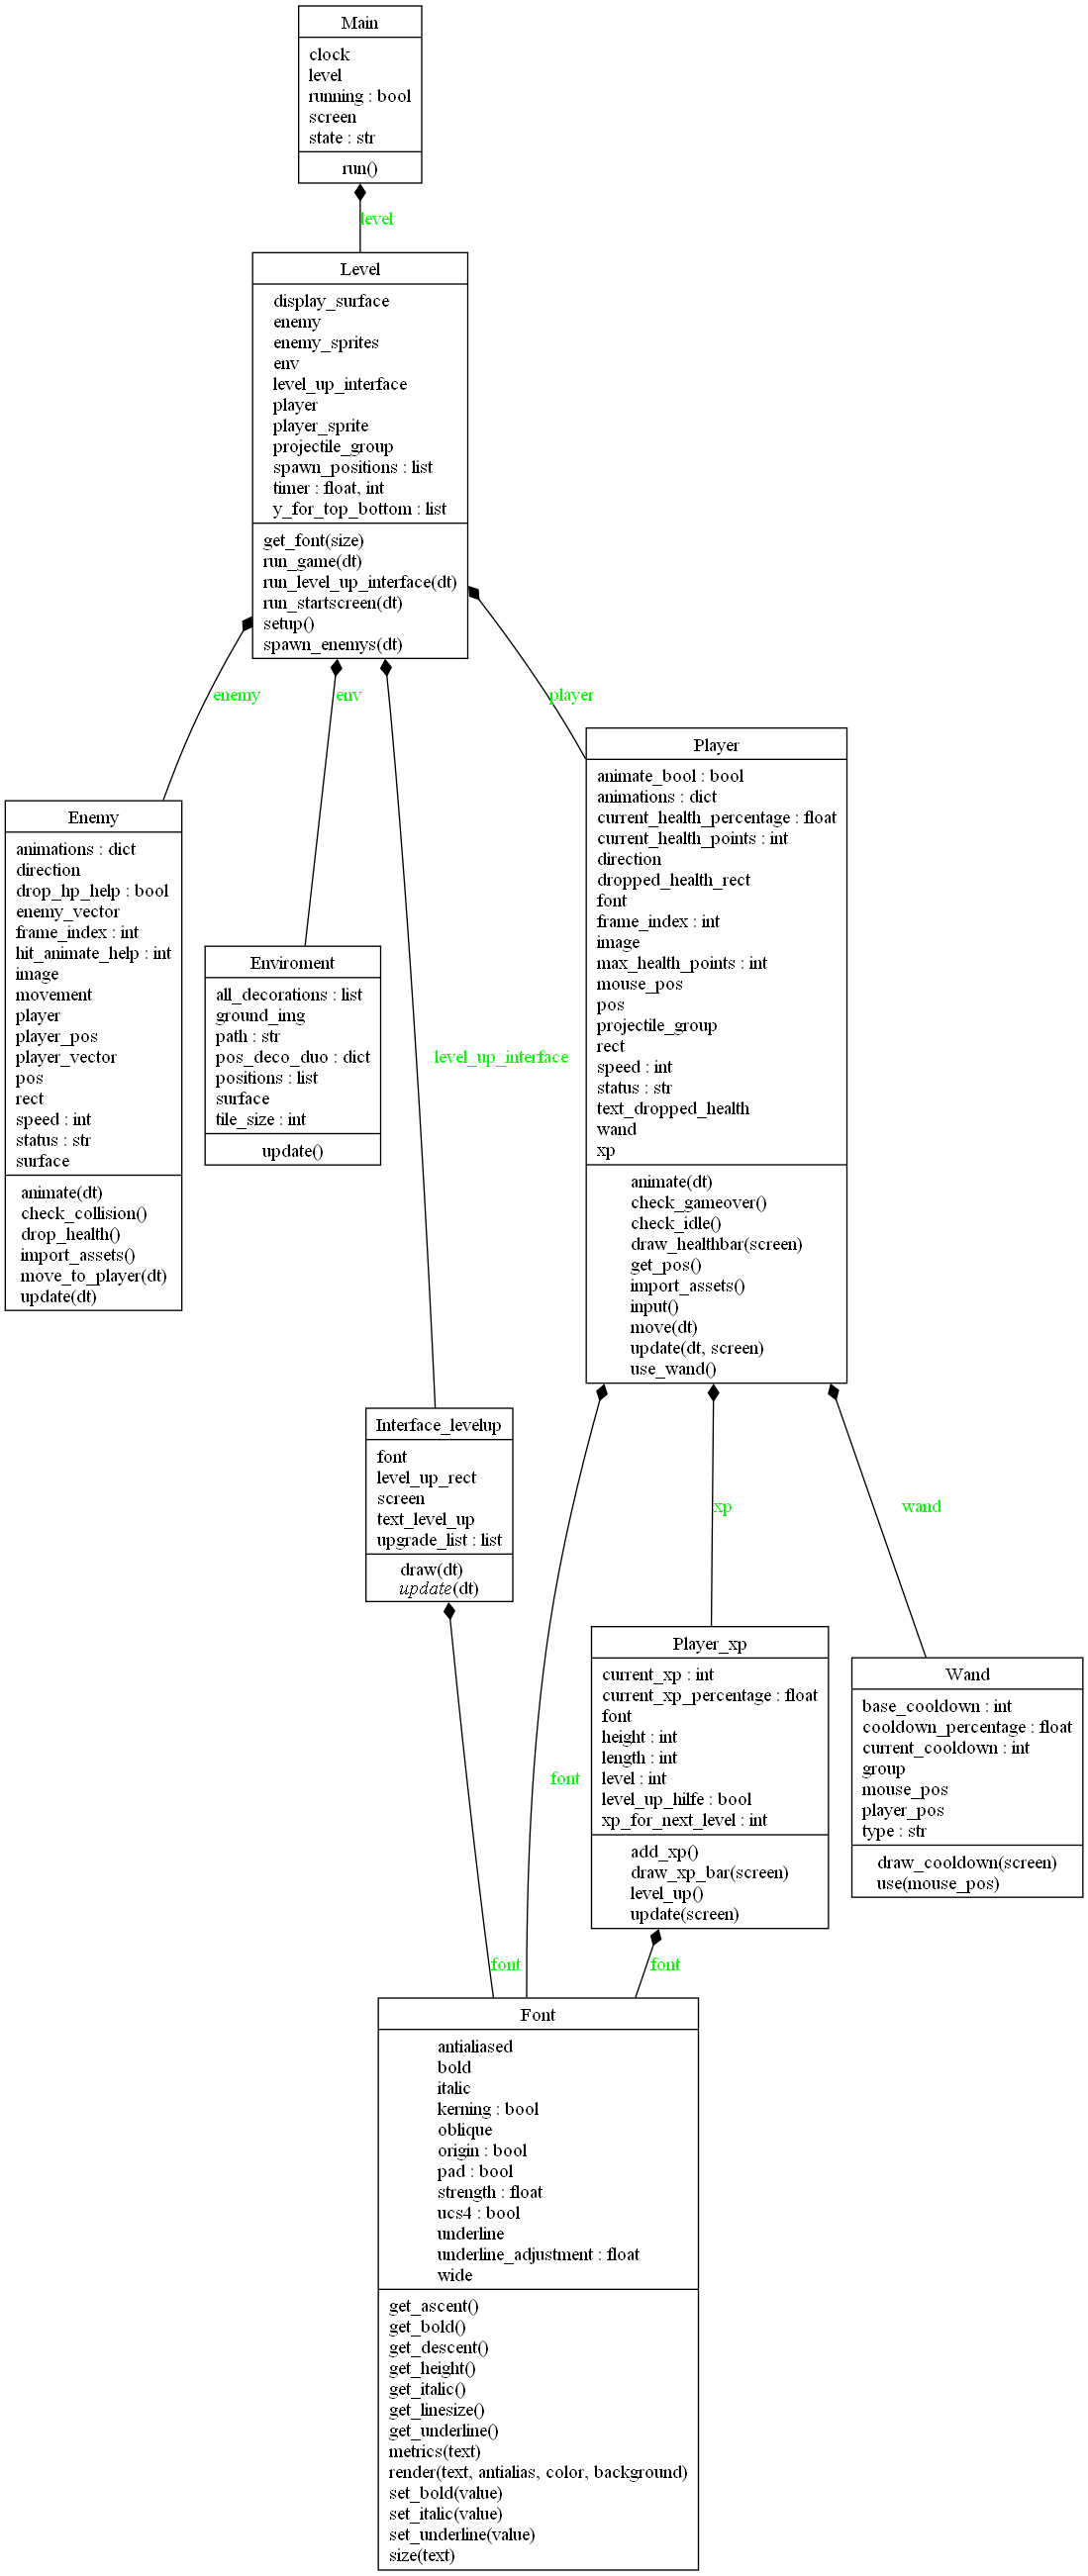 Main
clock
level
running : bool
screen
state : str
run()
level
Level
display_surface
enemy
enemy_sprites
env
level_up_interface
player
player_sprite
projectile_group
spawn_positions : list
timer : float, int
y_for_top_bottom : list
get_font(size)
run_game(dt)
run_level_up_interface(dt)
run_startscreen(dt)
setup()
spawn_enemys(dt)
enemy
env
level_up_interface
player
Enemy
animations : dict
direction
drop_hp_help : bool
enemy_vector
frame_index : int
hit_animate_help : int
image
movement
player
player_pos
player_vector
pos
rect
speed : int
status : str
surface
animate(dt)
check_collision()
drop_health()
import_assets()
move_to_player(dt)
update(dt)
Enviroment
all_decorations : list
ground_img
path : str
pos_deco_duo : dict
positions : list
surface
tile_size : int
update()
Player
animate_bool : bool
animations : dict
current_health_percentage : float
current_health_points : int
direction
dropped_health_rect
font
frame_index : int
image
max_health_points : int
mouse_pos
pos
projectile_group
rect
speed : int
status : str
text_dropped_health
wand
xp
animate(dt)
check_gameover()
check_idle()
draw_healthbar(screen)
get_pos()
import_assets()
input()
move(dt)
update(dt, screen)
use_wand()
Interface_levelup
font
level_up_rect
screen
text_level_up
upgrade_list : list
draw(dt)
update(dt)
font
xp
wand
Player_xp
current_xp : int
current_xp_percentage : float
font
height : int
length : int
level : int
level_up_hilfe : bool
xp_for_next_level : int
add_xp()
draw_xp_bar(screen)
level_up()
update(screen)
Wand
base_cooldown : int
cooldown_percentage : float
current_cooldown : int
group
mouse_pos
player_pos
type : str
draw_cooldown(screen)
use(mouse_pos)
font
font
Font
antialiased
bold
italic
kerning : bool
oblique
origin : bool
pad : bool
strength : float
ucs4 : bool
underline
underline_adjustment : float
wide
get_ascent()
get_bold()
get_descent()
get_height()
get_italic()
get_linesize()
get_underline()
metrics(text)
render(text, antialias, color, background)
set_bold(value)
set_italic(value)
set_underline(value)
size(text)